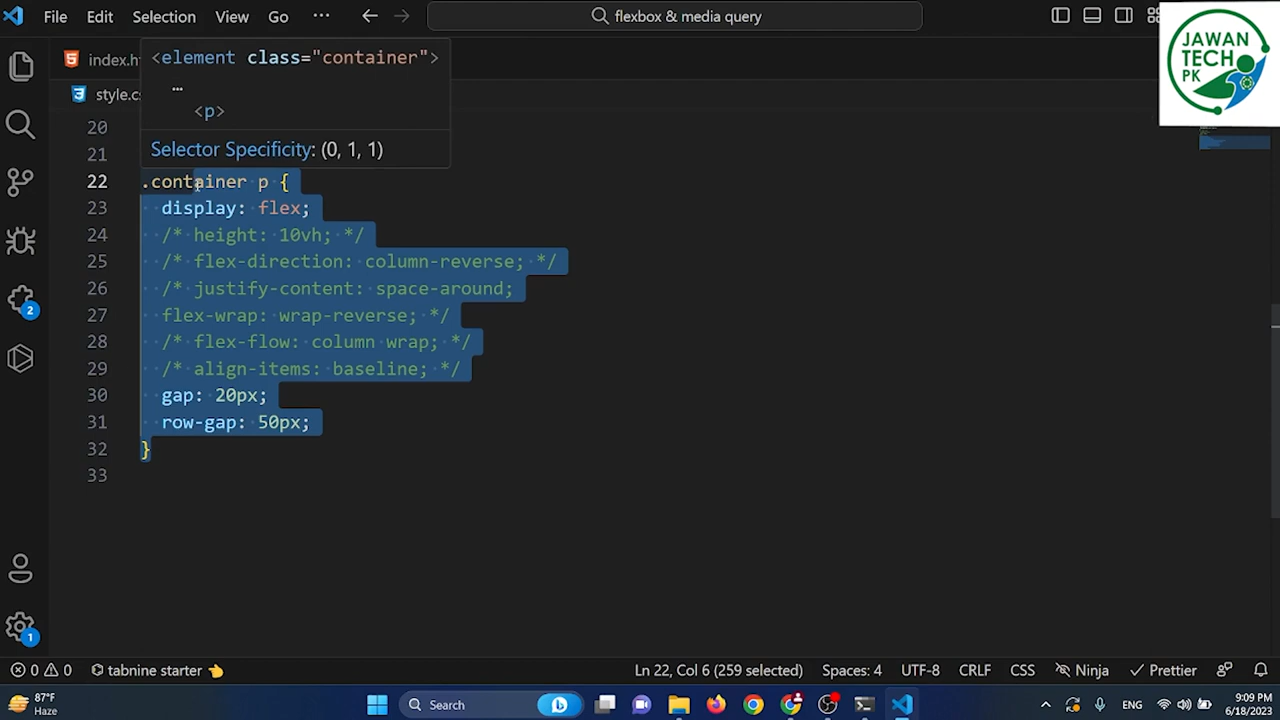 File Edit Selection View Go ··· flexbox & media query
JAWAN
TECH
PK
index.h
<element class="container">
…
<p>
Selector Specificity: (0, 1, 1)
style.cs
20
21
22 .container p {
23 display: flex;
24 /* height: 10vh; */
25 /* flex-direction: column-reverse; */
26 /* justify-content: space-around;
27 flex-wrap: wrap-reverse; */
28 /* flex-flow: column wrap; */
29 /* align-items: baseline; */
30 gap: 20px;
31 row-gap: 50px;
32 }
33
2
1
0 0 tabnine starter 👈 Ln 22, Col 6 (259 selected) Spaces: 4 UTF-8 CRLF CSS Ninja Prettier
87°F
Haze
Search
ENG
9:09 PM
6/18/2023